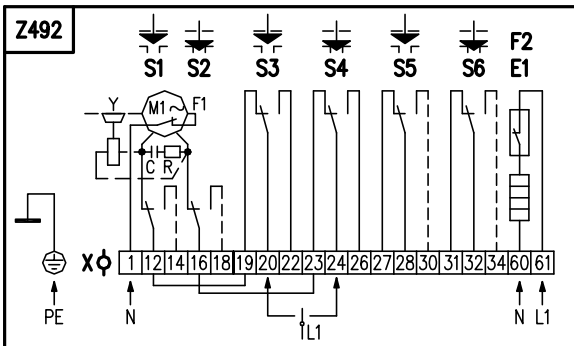 Z492
F2
S1 S2 S3 S4 S5 S6 E1
Y M1 ~ F1
C R
X 1 12 14 16 18 19 20 22 23 24 26 27 28 30 31 32 34 60 61
PE N L1 N L1